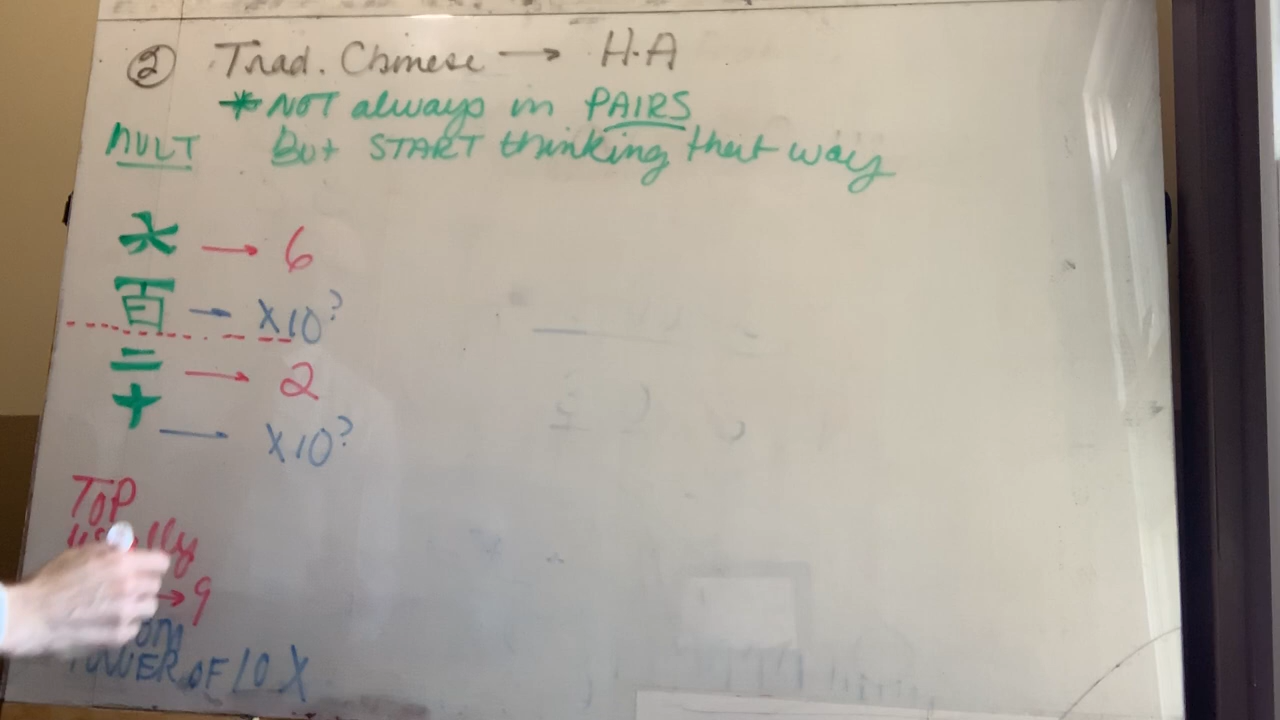 ② Trad. Chinese → H.A
* NOT always in PAIRS
MULT But START thinking that way
六 → 6
百 → X10?
二 → 2
十 → X10?
TOP
→ 9
OF 10 X